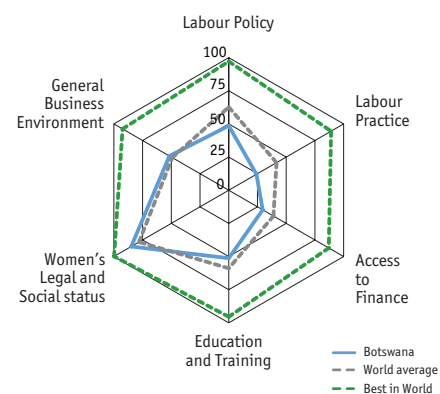 Labour Policy
100
80
50
25
0
General
Business
Environment
Labour
Practice
Women's
Legal and
Social status
Access
to
Finance
Education
and Training
Botswana
World average
Best in World